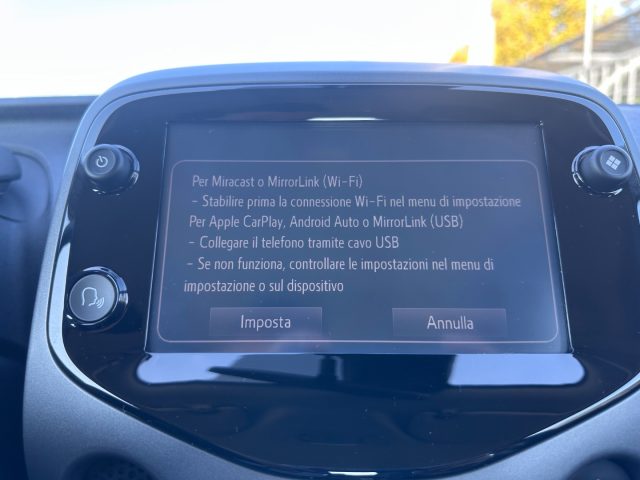 Per Miracast o MirrorLink (Wi-Fi)
- Stabilire prima la connessione Wi-Fi nel menu di impostazione
Per Apple CarPlay, Android Auto o MirrorLink (USB)
- Collegare il telefono tramite cavo USB
- Se non funziona, controllare le impostazioni nel menu di
impostazione o sul dispositivo
Imposta Annulla